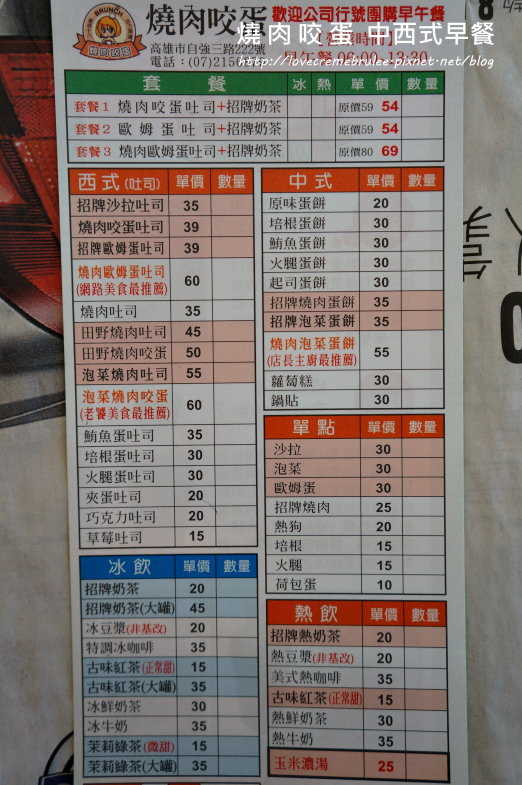 BRUNCH
燒肉咬蛋
燒肉咬蛋 歡迎公司行號團購早午餐
燒肉咬蛋 中西式早餐
高雄市自強三路222號
http://lovecremebrulee.pixnet.net/blog
套餐 冰 熱 單價 數量
套餐1 燒肉咬蛋吐司+招牌奶茶 原價59 54
套餐2 歐姆蛋吐司+招牌奶茶 原價59 54
套餐3 燒肉歐姆蛋吐司+招牌奶茶 原價80 69
西式(吐司) 單價 數量
招牌沙拉吐司 35
燒肉咬蛋吐司 39
招牌歐姆蛋吐司 39
燒肉歐姆蛋吐司
(網路美食最推薦) 60
燒肉吐司 35
田野燒肉吐司 45
田野燒肉咬蛋 50
泡菜燒肉吐司 55
泡菜燒肉咬蛋
(老饕美食最推薦) 60
鮪魚蛋吐司 35
培根蛋吐司 30
火腿蛋吐司 30
夾蛋吐司 20
巧克力吐司 20
草莓吐司 15
中式 單價 數量
原味蛋餅 20
培根蛋餅 30
鮪魚蛋餅 30
火腿蛋餅 30
起司蛋餅 30
招牌燒肉蛋餅 35
招牌泡菜蛋餅 35
燒肉泡菜蛋餅
(店長主廚最推薦) 55
蘿蔔糕 30
鍋貼 30
單點 單價 數量
沙拉 30
泡菜 30
歐姆蛋 30
招牌燒肉 25
熱狗 20
培根 15
火腿 15
荷包蛋 10
冰飲 單價 數量
招牌奶茶 20
招牌奶茶(大罐) 45
冰豆漿(非基改) 20
特調冰咖啡 35
古味紅茶(正常甜) 15
古味紅茶(大罐) 35
冰鮮奶茶 30
冰牛奶 35
茉莉綠茶(微甜) 15
茉莉綠茶(大罐) 35
熱飲 單價 數量
招牌熱奶茶 20
熱豆漿(非基改) 20
美式熱咖啡 35
古味紅茶(正常甜) 15
熱鮮奶茶 30
熱牛奶 35
玉米濃湯 25